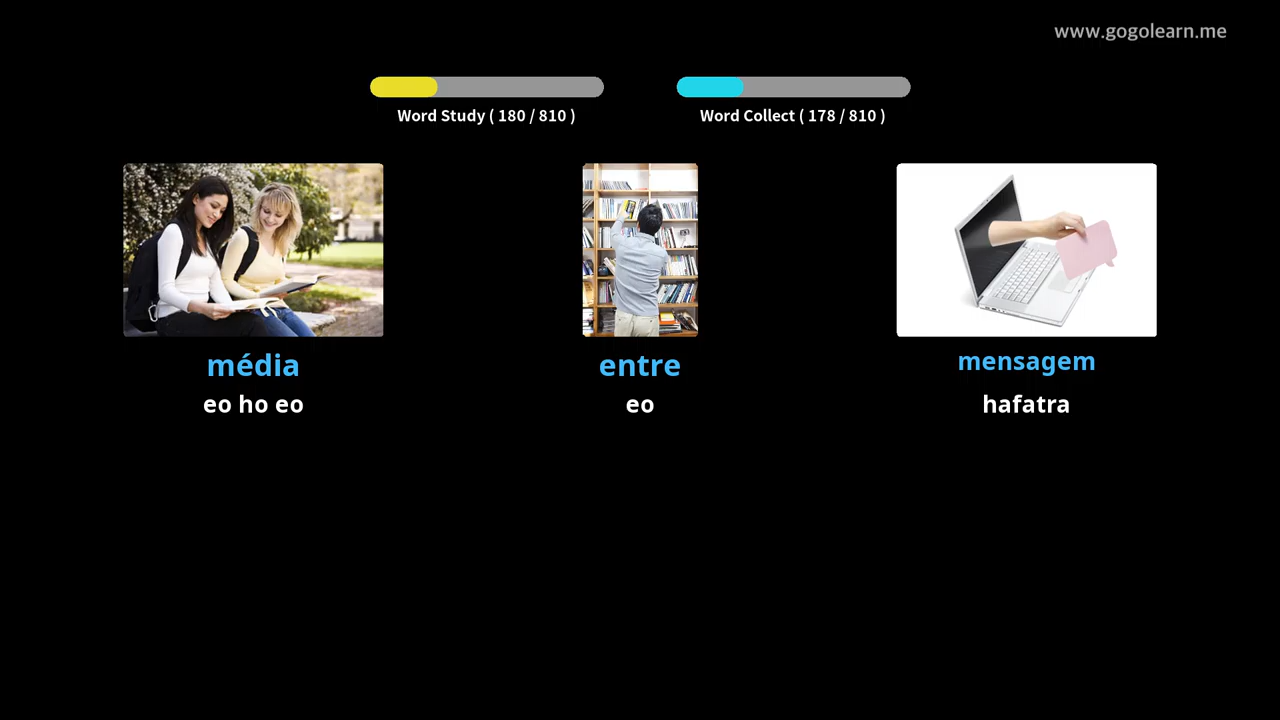 www.gogolearn.me
Word Study ( 180 / 810 )
Word Collect ( 178 / 810 )
média
entre
mensagem
eo ho eo
eo
hafatra